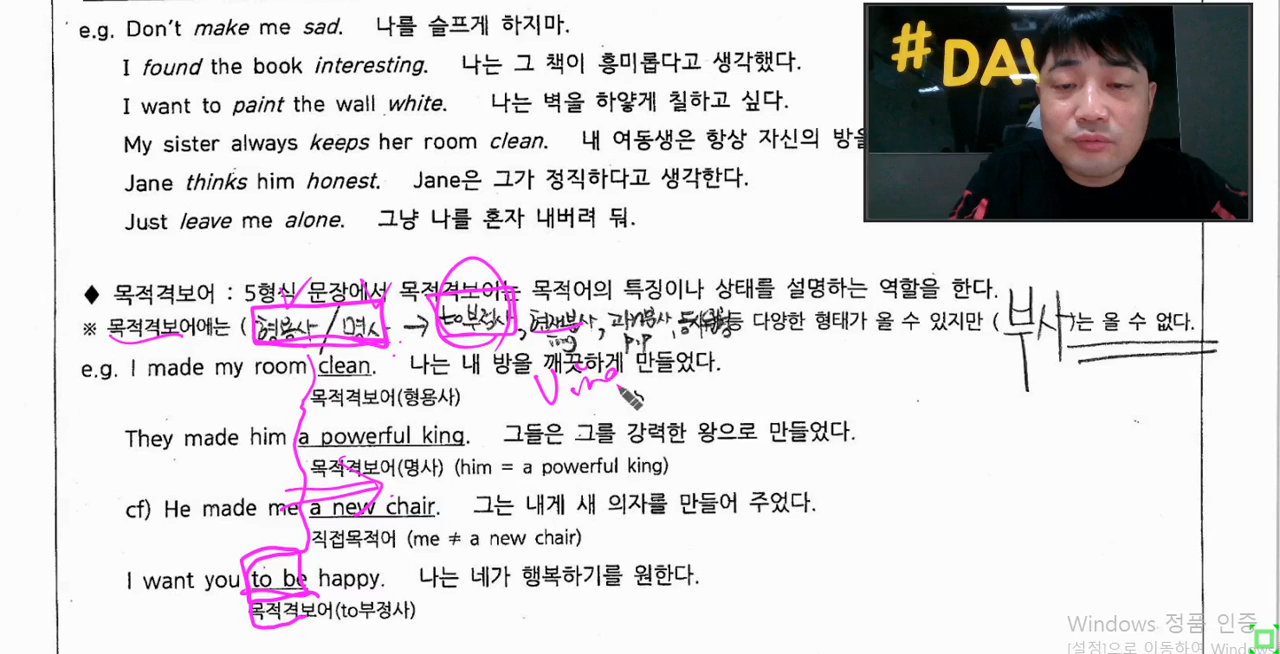 e.g. Don't make me sad. 나를 슬프게 하지마.
#DAV
I found the book interesting. 나는 그 책이 흥미롭다고 생각했다.
I want to paint the wall white. 나는 벽을 하얗게 칠하고 싶다.
My sister always keeps her room clean. 내 여동생은 항상 자신의 방을
Jane thinks him honest. Jane은 그가 정직하다고 생각한다.
Just leave me alone. 그냥 나를 혼자 내버려 둬.
◆ 목적격보어 : 5형식 문장에서 목적격보어는 목적어의 특징이나 상태를 설명하는 역할을 한다.
※ 목적격보어에는 ( 형용사 / 명사 → to부정사, 현재분사, 과거분사, 등 다양한 형태가 올 수 있지만 ( 부사 )는 올 수 없다.
ing p.p
e.g. I made my room clean. 나는 내 방을 깨끗하게 만들었다.
Ving
목적격보어(형용사)
They made him a powerful king. 그들은 그를 강력한 왕으로 만들었다.
목적격보어(명사) (him = a powerful king)
cf) He made me a new chair. 그는 내게 새 의자를 만들어 주었다.
직접목적어 (me ≠ a new chair)
I want you to be happy. 나는 네가 행복하기를 원한다.
목적격보어(to부정사)
Windows 정품 인증
[설정]으로 이동하여 Windows